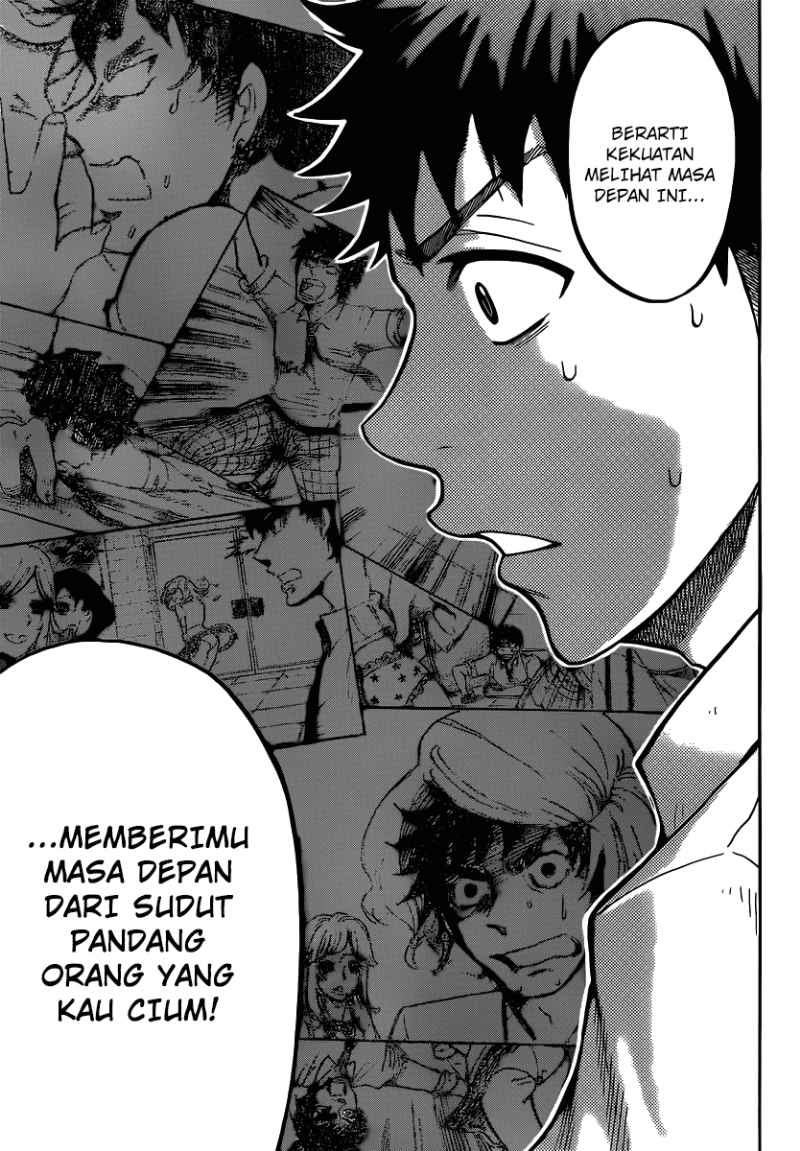 BERARTI
KEKUATAN
MELIHAT MASA
DEPAN INI...
...MEMBERIMU
MASA DEPAN
DARI SUDUT
PANDANG
ORANG YANG
KAU CIUM!